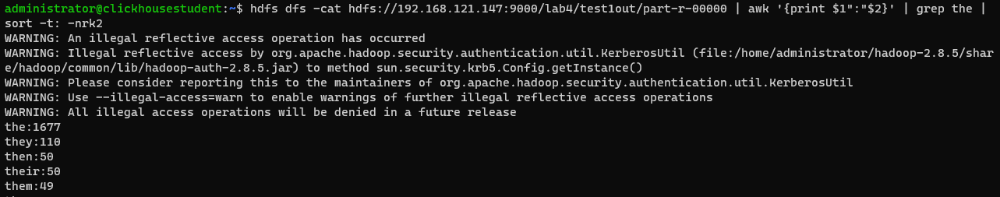 administrator@clickhousestudent:~$ hdfs dfs -cat hdfs://192.168.121.147:9000/lab4/test1out/part-r-00000 | awk '{print $1":"$2}' | grep the |
sort -t: -nrk2
WARNING: An illegal reflective access operation has occurred
WARNING: Illegal reflective access by org.apache.hadoop.security.authentication.util.KerberosUtil (file:/home/administrator/hadoop-2.8.5/shar
e/hadoop/common/lib/hadoop-auth-2.8.5.jar) to method sun.security.krb5.Config.getInstance()
WARNING: Please consider reporting this to the maintainers of org.apache.hadoop.security.authentication.util.KerberosUtil
WARNING: Use --illegal-access=warn to enable warnings of further illegal reflective access operations
WARNING: All illegal access operations will be denied in a future release
the:1677
they:110
then:50
their:50
them:49